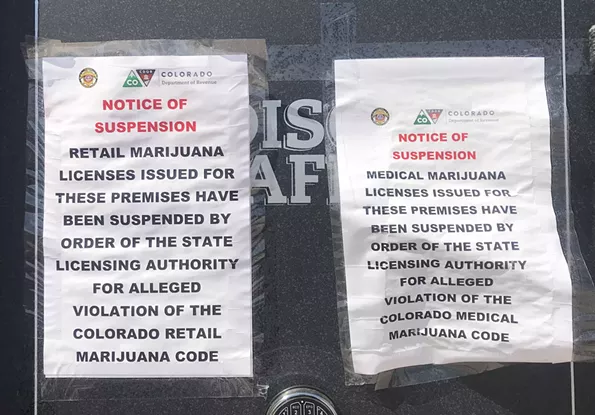 CO
CDOR
COLORADO
Department of Revenue
NOTICE OF
SUSPENSION
RETAIL MARIJUANA
LICENSES ISSUED FOR
THESE PREMISES HAVE
BEEN SUSPENDED BY
ORDER OF THE STATE
LICENSING AUTHORITY
FOR ALLEGED
VIOLATION OF THE
COLORADO RETAIL
MARIJUANA CODE
CO
COLORADO
Department of Revenue
NOTICE OF
SUSPENSION
MEDICAL MARIJUANA
LICENSES ISSUED FOR
THESE PREMISES HAVE
BEEN SUSPENDED BY
ORDER OF THE STATE
LICENSING AUTHORITY
FOR ALLEGED
VIOLATION OF THE
COLORADO MEDICAL
MARIJUANA CODE